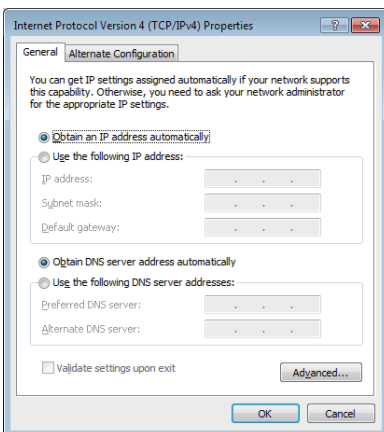 Internet Protocol Version 4 (TCP/IPv4) Properties
General
Alternate Configuration
You can get IP settings assigned automatically if your network supports
this capability. Otherwise, you need to ask your network administrator
for the appropriate IP settings.
Obtain an IP address automatically
Use the following IP address:
IP address:
Subnet mask:
Default gateway:
Obtain DNS server address automatically
Use the following DNS server addresses:
Preferred DNS server:
Alternate DNS server:
Validate settings upon exit
Advanced...
OK
Cancel